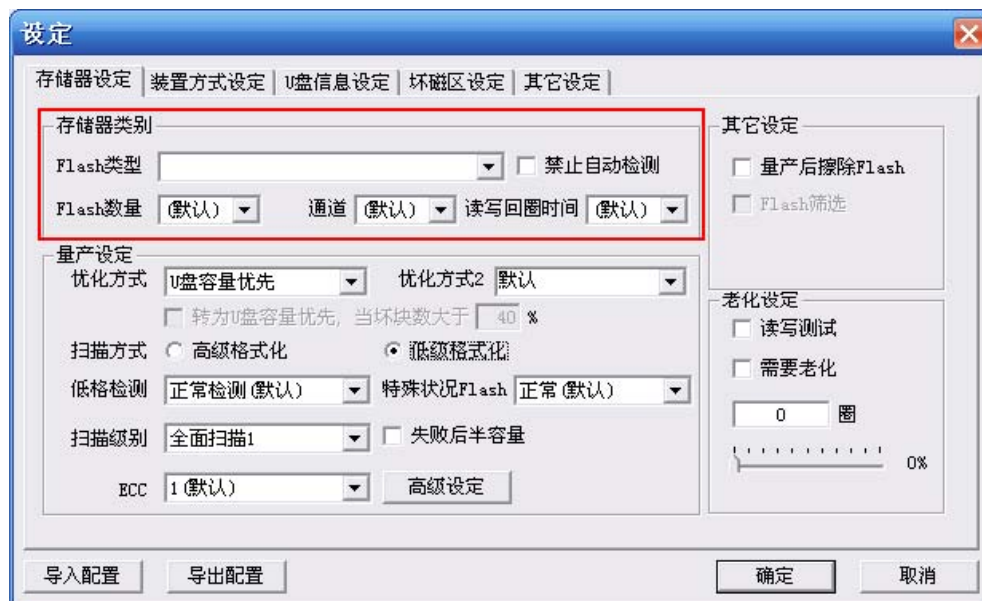 设定
存储器设定 装置方式设定 U盘信息设定 坏磁区设定 其它设定
存储器类别
Flash类型 禁止自动检测
Flash数量 (默认) 通道 (默认) 读写回圈时间 (默认)
量产设定
优化方式 U盘容量优先 优化方式2 默认
转为U盘容量优先, 当坏块数大于 40 %
扫描方式 高级格式化 低级格式化
低格检测 正常检测(默认) 特殊状况Flash 正常(默认)
扫描级别 全面扫描1 失败后半容量
ECC 1(默认) 高级设定
其它设定
量产后擦除Flash
Flash筛选
老化设定
读写测试
需要老化
0 圈
0%
导入配置 导出配置 确定 取消